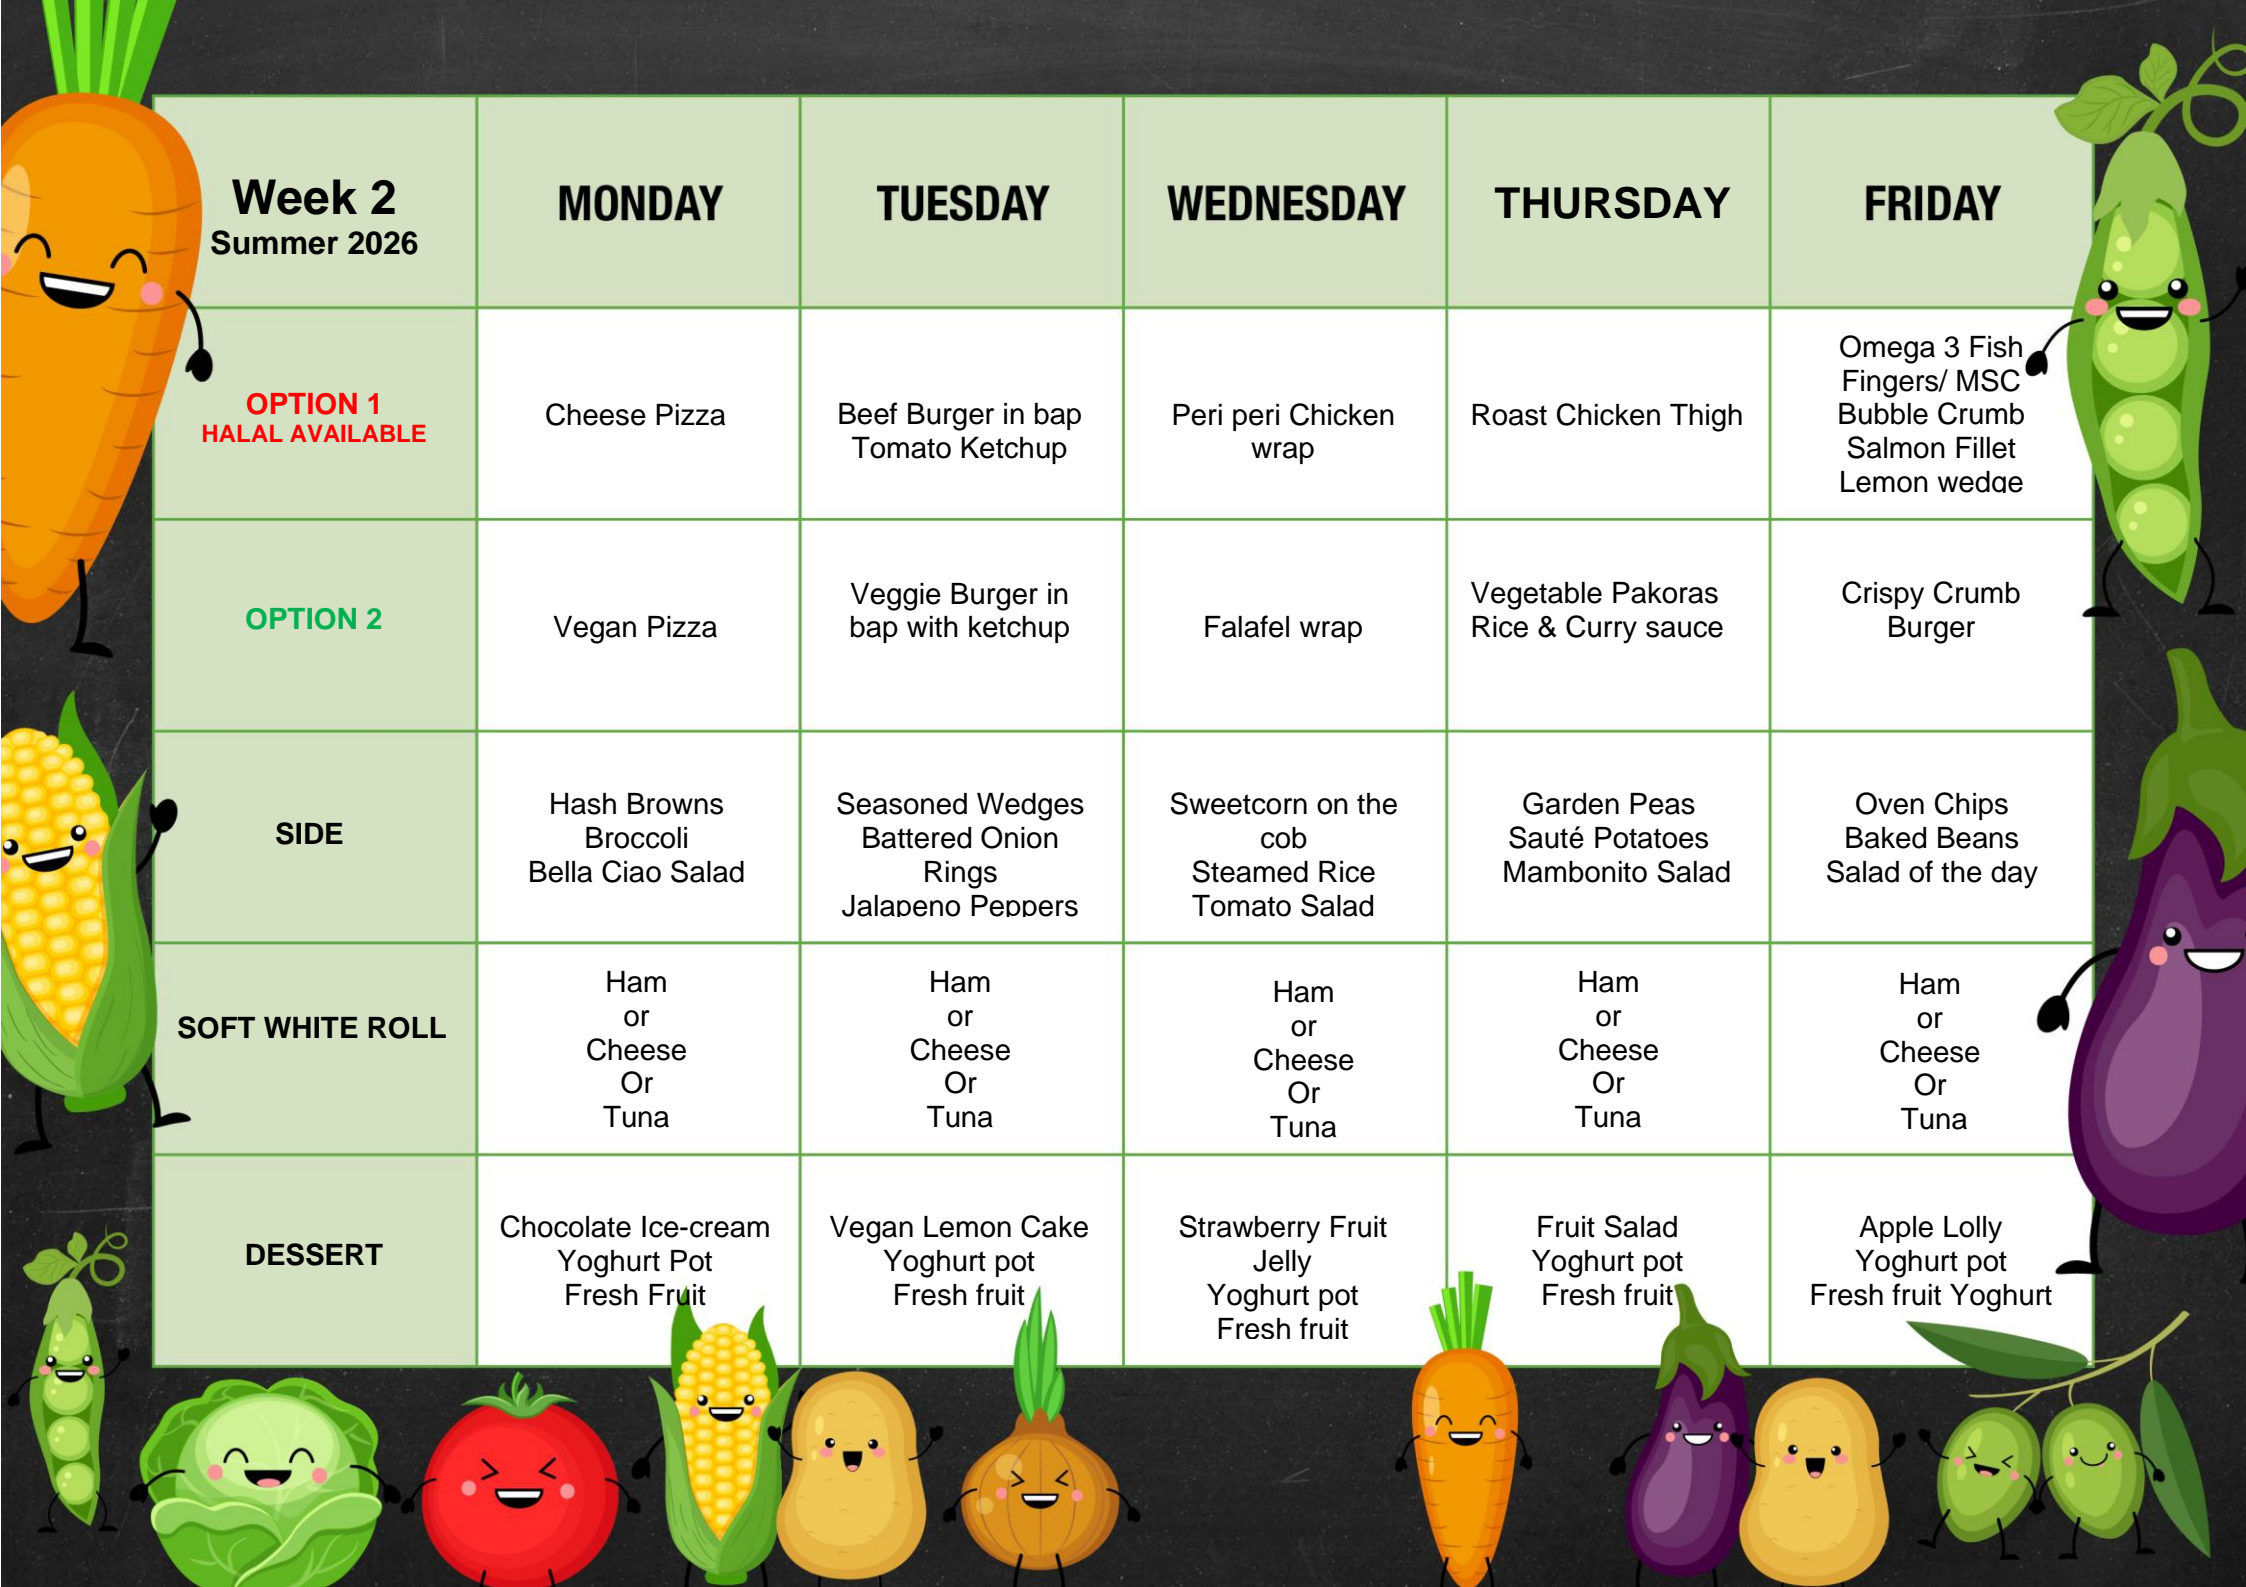 Week 2
Summer 2026
MONDAY
TUESDAY
WEDNESDAY
THURSDAY
FRIDAY
OPTION 1
HALAL AVAILABLE
Cheese Pizza
Beef Burger in bap
Tomato Ketchup
Peri peri Chicken
wrap
Roast Chicken Thigh
Omega 3 Fish
Fingers/ MSC
Bubble Crumb
Salmon Fillet
Lemon wedge
OPTION 2
Vegan Pizza
Veggie Burger in
bap with ketchup
Falafel wrap
Vegetable Pakoras
Rice & Curry sauce
Crispy Crumb
Burger
SIDE
Hash Browns
Broccoli
Bella Ciao Salad
Seasoned Wedges
Battered Onion
Rings
Jalapeno Peppers
Sweetcorn on the
cob
Steamed Rice
Tomato Salad
Garden Peas
Sauté Potatoes
Mambonito Salad
Oven Chips
Baked Beans
Salad of the day
SOFT WHITE ROLL
Ham
or
Cheese
Or
Tuna
Ham
or
Cheese
Or
Tuna
Ham
or
Cheese
Or
Tuna
Ham
or
Cheese
Or
Tuna
Ham
or
Cheese
Or
Tuna
DESSERT
Chocolate Ice-cream
Yoghurt Pot
Fresh Fruit
Vegan Lemon Cake
Yoghurt pot
Fresh fruit
Strawberry Fruit
Jelly
Yoghurt pot
Fresh fruit
Fruit Salad
Yoghurt pot
Fresh fruit
Apple Lolly
Yoghurt pot
Fresh fruit Yoghurt